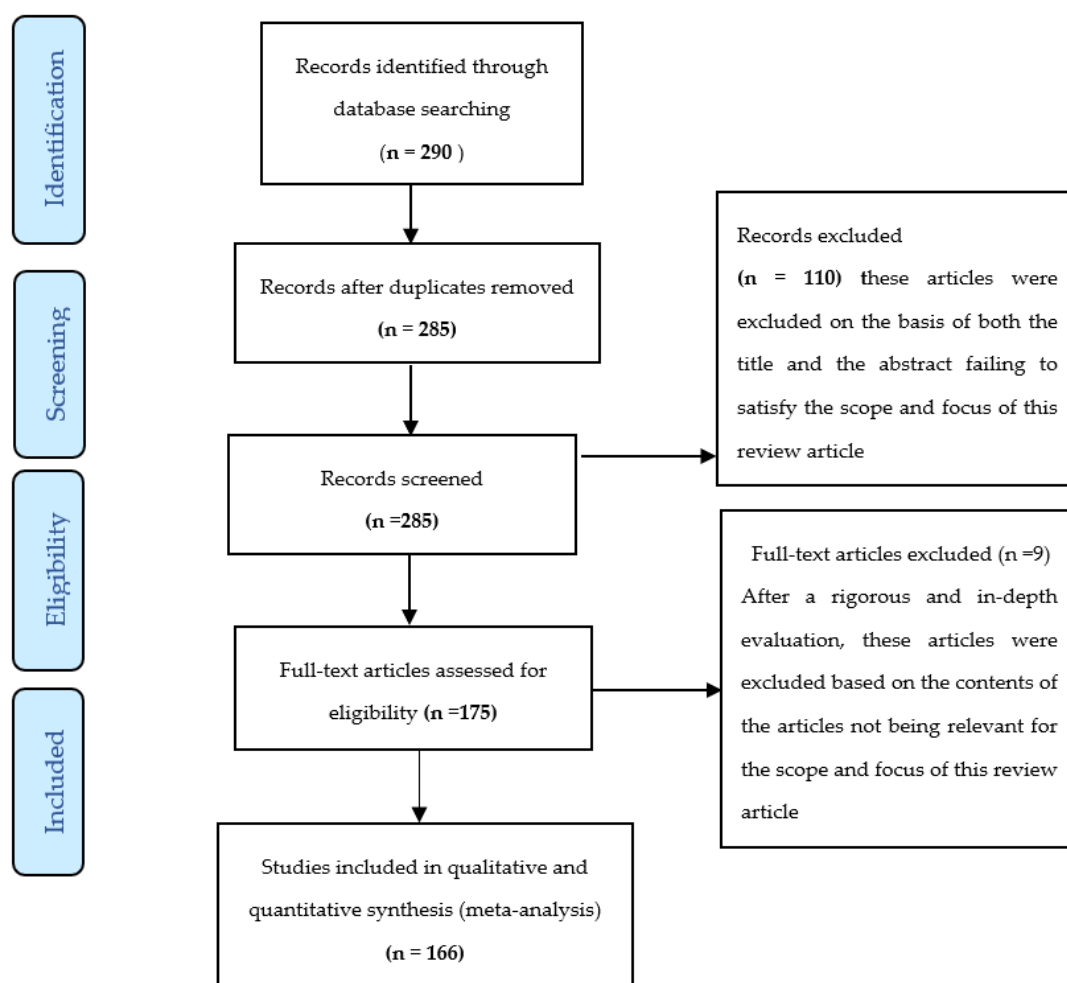 Identification
Records identified through
database searching
(n = 290 )
Records after duplicates removed
(n = 285)
Screening
Records screened
(n =285)
Records excluded
(n = 110) these articles were
excluded on the basis of both the
title and the abstract failing to
satisfy the scope and focus of this
review article
Eligibility
Full-text articles assessed for
eligibility (n =175)
Full-text articles excluded (n =9)
After a rigorous and in-depth
evaluation, these articles were
excluded based on the contents of
the articles not being relevant for
the scope and focus of this review
article
Included
Studies included in qualitative and
quantitative synthesis (meta-analysis)
(n = 166)